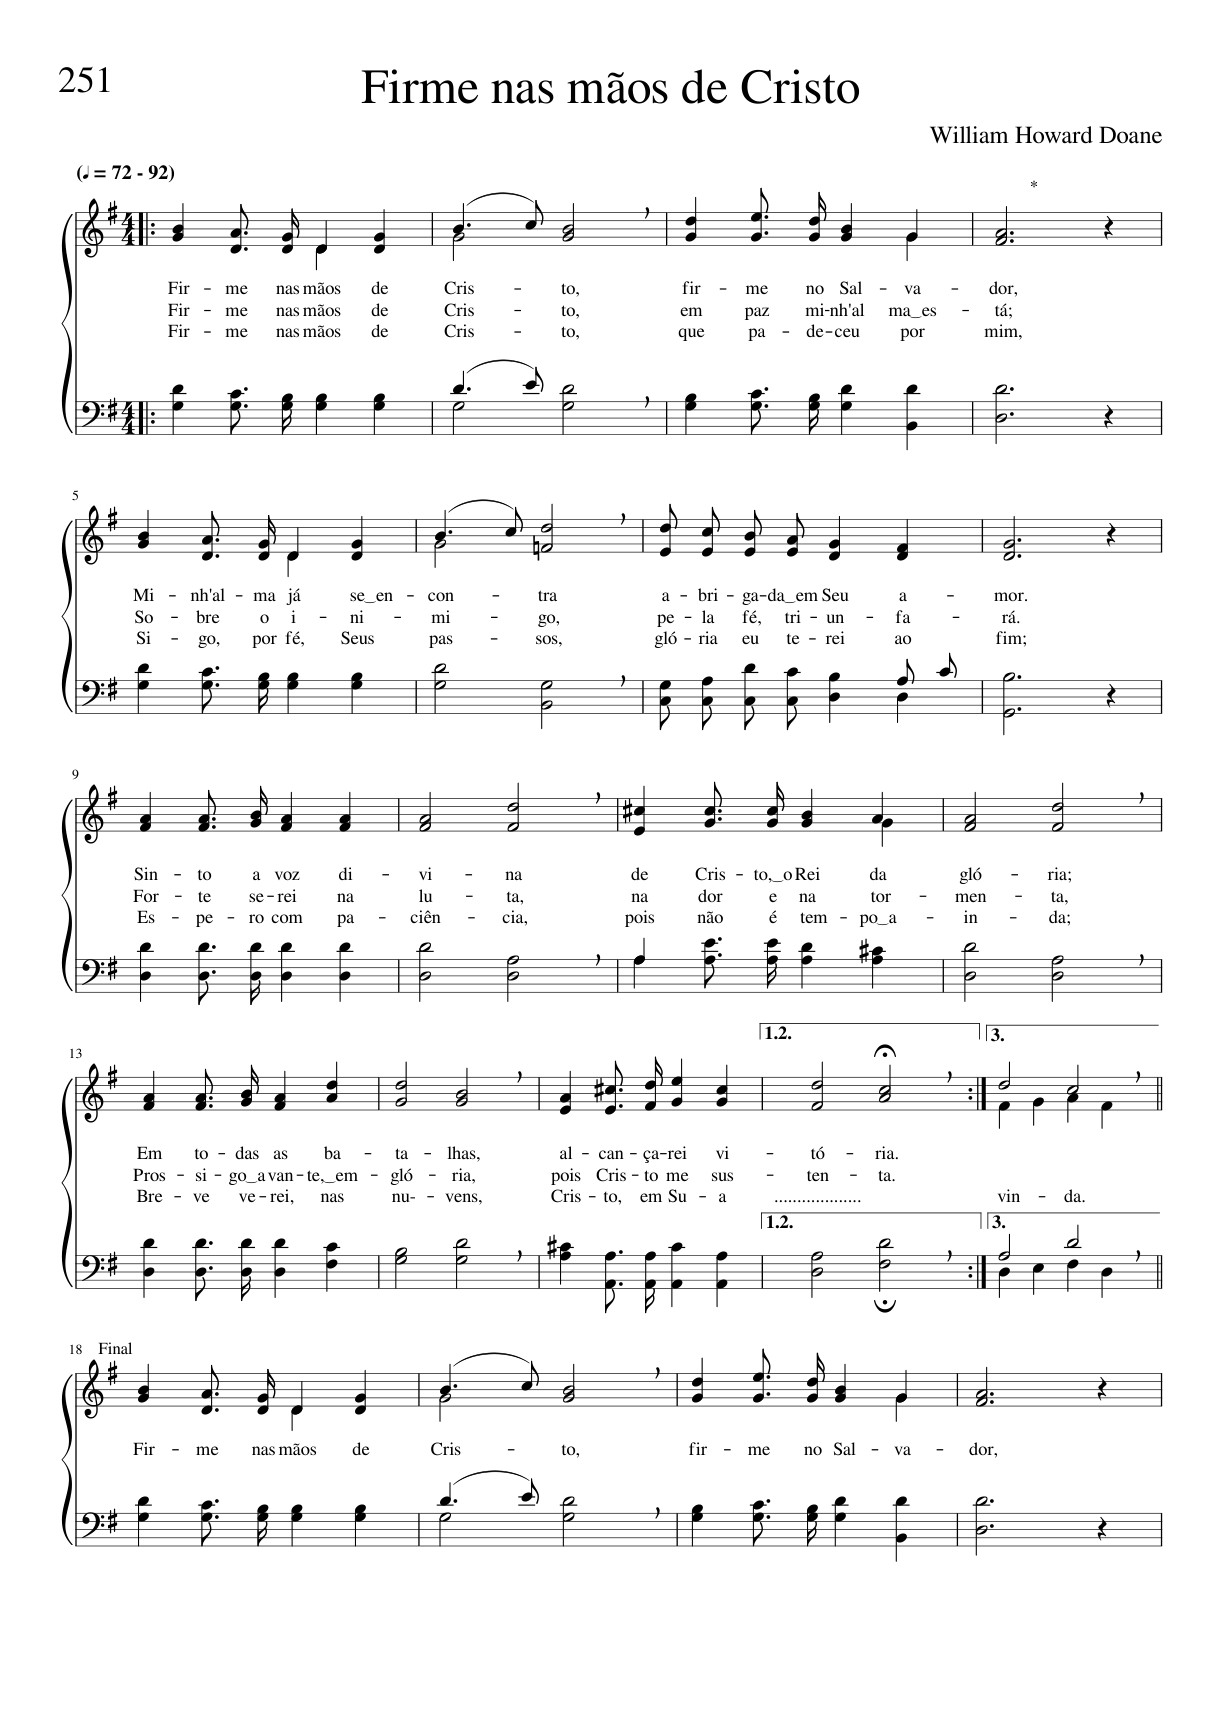 251
Firme nas mãos de Cristo
William Howard Doane
(♩ = 72 - 92)
*
Fir - me nas mãos de Cris - to, fir - me no Sal - va - dor,
Fir - me nas mãos de Cris - to, em paz mi-nh'al ma_es - tá;
Fir - me nas mãos de Cris - to, que pa - de-ceu por mim,
5
Mi - nh'al - ma já se_en - con - tra a - bri - ga-da_em Seu a - mor.
So - bre o i - ni - mi - go, pe - la fé, tri - un - fa - rá.
Si - go, por fé, Seus pas - sos, gló - ria eu te - rei ao fim;
9
Sin - to a voz di - vi - na de Cris - to,_o Rei da gló - ria;
For - te se - rei na lu - ta, na dor e na tor - men - ta,
Es - pe - ro com pa - ciên - cia, pois não é tem - po_a - in - da;
13
1.2.
3.
Em to - das as ba - ta - lhas, al - can - ça-rei vi - tó - ria.
Pros - si - go_a van - te,_em - gló - ria, pois Cris - to me sus - ten - ta.
Bre - ve ve - rei, nas nu- - vens, Cris - to, em Su - a ................... vin - da.
1.2.
3.
18 Final
Fir - me nas mãos de Cris - to, fir - me no Sal - va - dor,